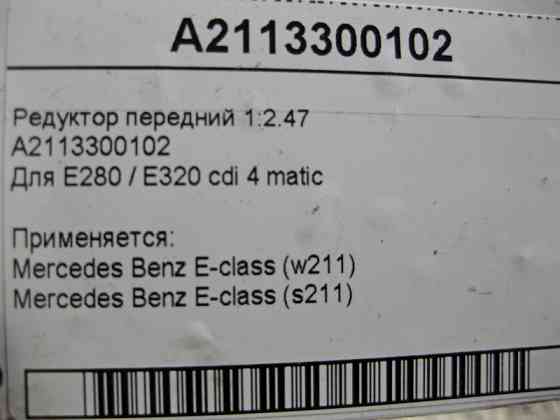 A2113300102
Редуктор передний 1:2.47
A2113300102
Для E280 / E320 cdi 4 matic
Применяется:
Mercedes Benz E-class (w211)
Mercedes Benz E-class (s211)